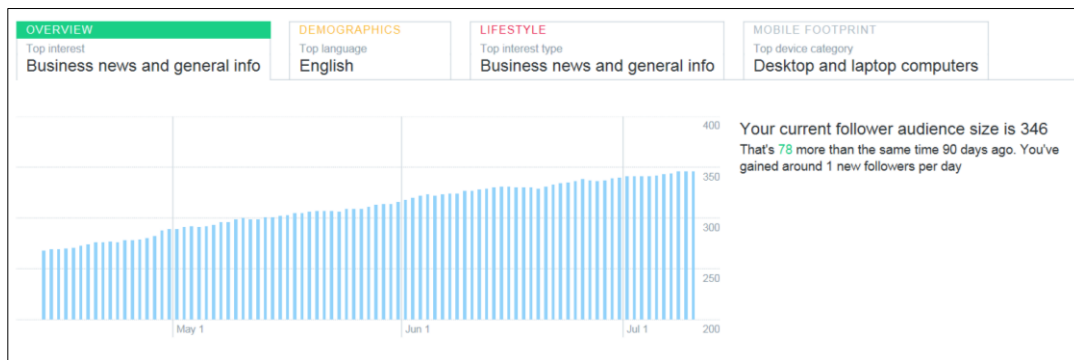 OVERVIEW
Top interest
Business news and general info
DEMOGRAPHICS
Top language
English
LIFESTYLE
Top interest type
Business news and general info
MOBILE FOOTPRINT
Top device category
Desktop and laptop computers
400
350
300
250
200
May 1
Jun 1
Jul 1
Your current follower audience size is 346
That's 78 more than the same time 90 days ago. You've
gained around 1 new followers per day